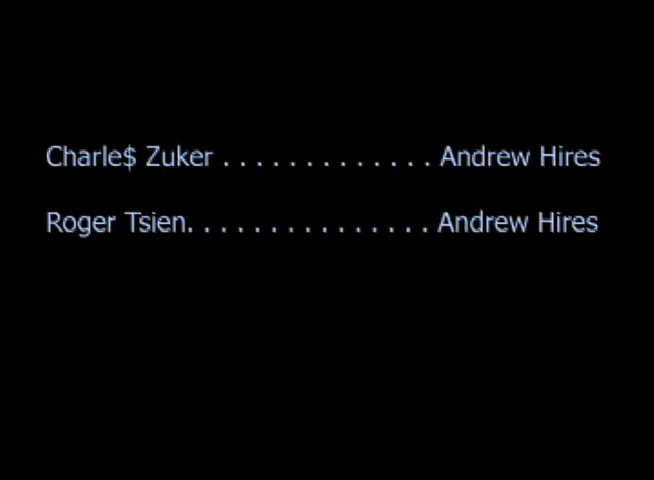 Charle$ Zuker . . . . . . . . . . . . . Andrew Hires
Roger Tsien. . . . . . . . . . . . . . . Andrew Hires